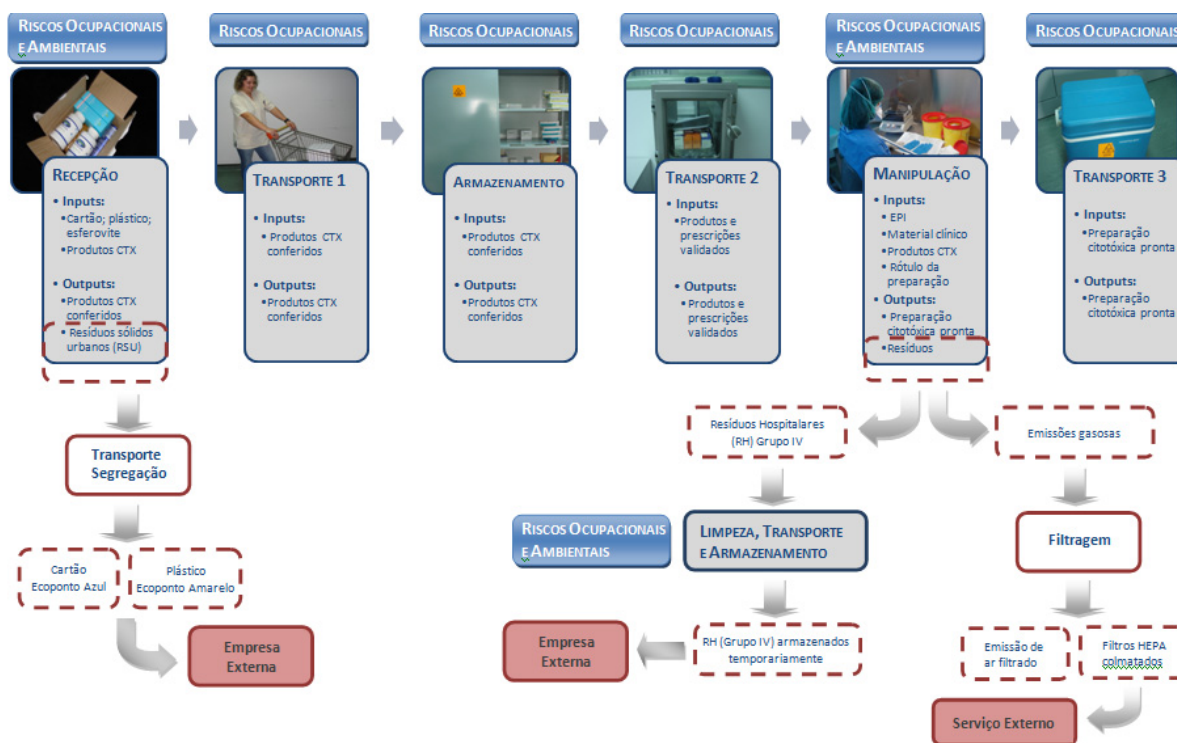 RISCOS OCUPACIONAIS
E AMBIENTAIS
RISCOS OCUPACIONAIS
RISCOS OCUPACIONAIS
RISCOS OCUPACIONAIS
RISCOS OCUPACIONAIS
E AMBIENTAIS
RISCOS OCUPACIONAIS
RECEPÇÃO
• Inputs:
•Cartão; plástico;
esferovite
•Produtos CTX
• Outputs:
•Produtos CTX
conferidos
• Resíduos sólidos
urbanos (RSU)
TRANSPORTE 1
• Inputs:
• Produtos CTX
conferidos
• Outputs:
•Produtos CTX
conferidos
ARMAZENAMENTO
• Inputs:
•Produtos CTX
conferidos
• Outputs:
•Produtos CTX
conferidos
TRANSPORTE 2
• Inputs:
•Produtos e
prescrições
validados
• Outputs:
•Produtos e
prescrições
validados
MANIPULAÇÃO
• Inputs:
• EPI
•Material clínico
•Produtos CTX
• Rótulo da
preparação
• Outputs:
• Preparação
citotóxica pronta
•Resíduos
TRANSPORTE 3
• Inputs:
•Preparação
citotóxica pronta
• Outputs:
•Preparação
citotóxica pronta
Transporte
Segregação
Cartão
Ecoponto Azul
Plástico
Ecoponto Amarelo
Empresa
Externa
Resíduos Hospitalares
(RH) Grupo IV
Emissões gasosas
RISCOS OCUPACIONAIS
E AMBIENTAIS
LIMPEZA, TRANSPORTE
E ARMAZENAMENTO
Filtragem
Empresa
Externa
RH (Grupo IV) armazenados
temporariamente
Emissão de
ar filtrado
Filtros HEPA
colmatados
Serviço Externo